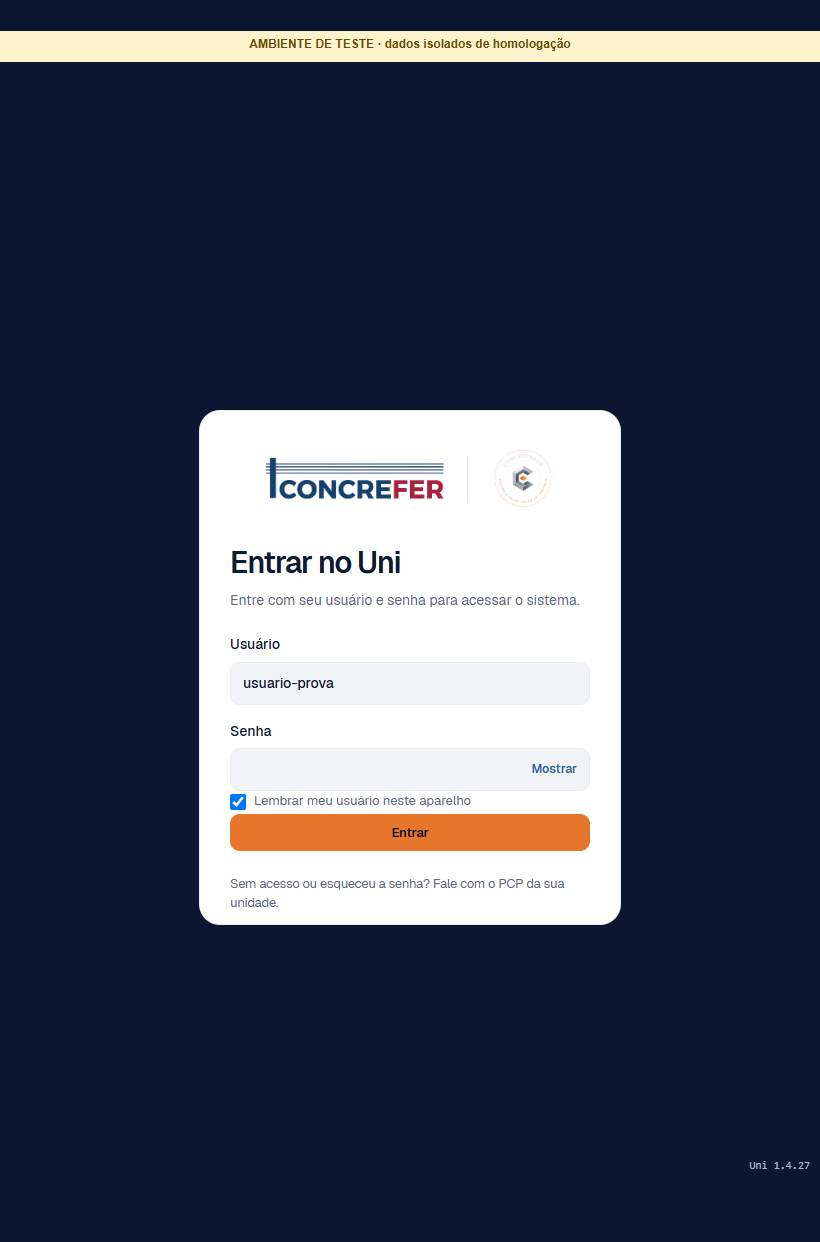 AMBIENTE DE TESTE · dados isolados de homologação
CONCREFER
Entrar no Uni
Entre com seu usuário e senha para acessar o sistema.
Usuário
usuario-prova
Senha
Mostrar
Lembrar meu usuário neste aparelho
Entrar
Sem acesso ou esqueceu a senha? Fale com o PCP da sua
unidade.
Uni 1.4.27